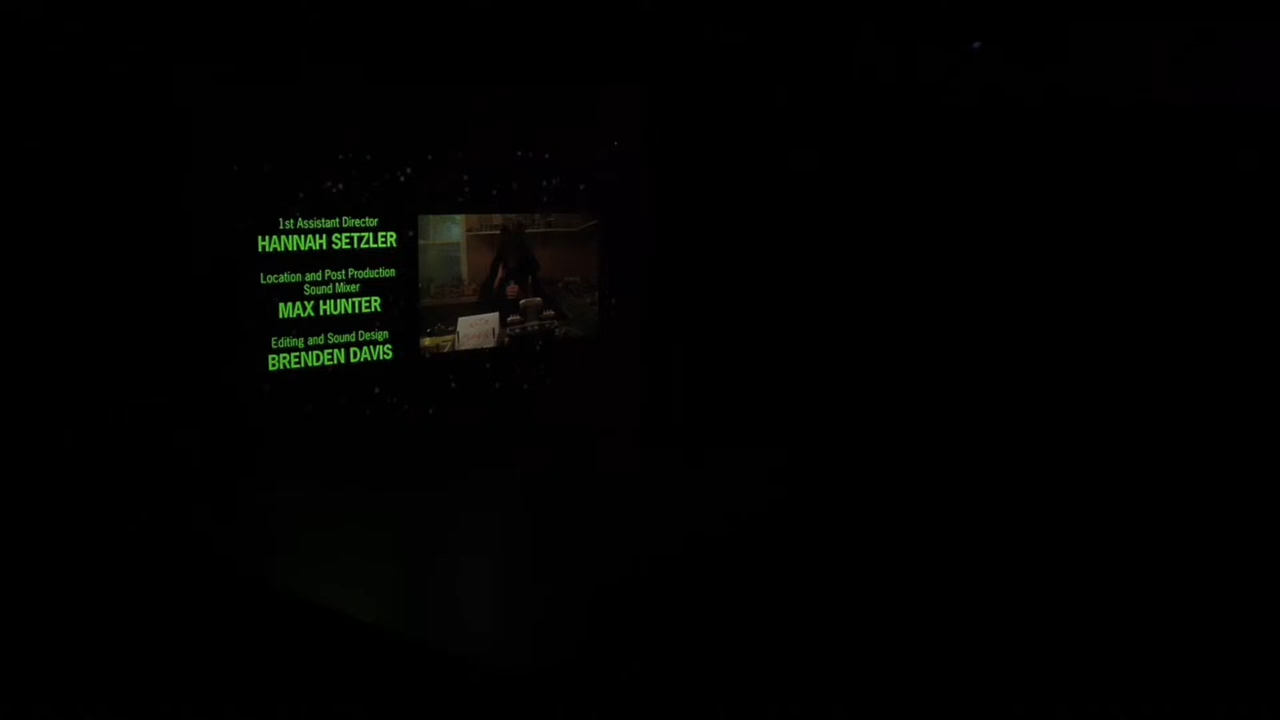 1st Assistant Director
HANNAH SETZLER
Location and Post Production
Sound Mixer
MAX HUNTER
Editing and Sound Design
BRENDEN DAVIS